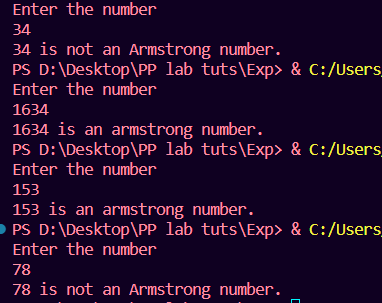 Enter the number
34
34 is not an Armstrong number.
PS D:\Desktop\PP lab tuts\Exp> & C:/Users
Enter the number
1634
1634 is an armstrong number.
PS D:\Desktop\PP lab tuts\Exp> & C:/Users
Enter the number
153
153 is an armstrong number.
PS D:\Desktop\PP lab tuts\Exp> & C:/Users
Enter the number
78
78 is not an Armstrong number.